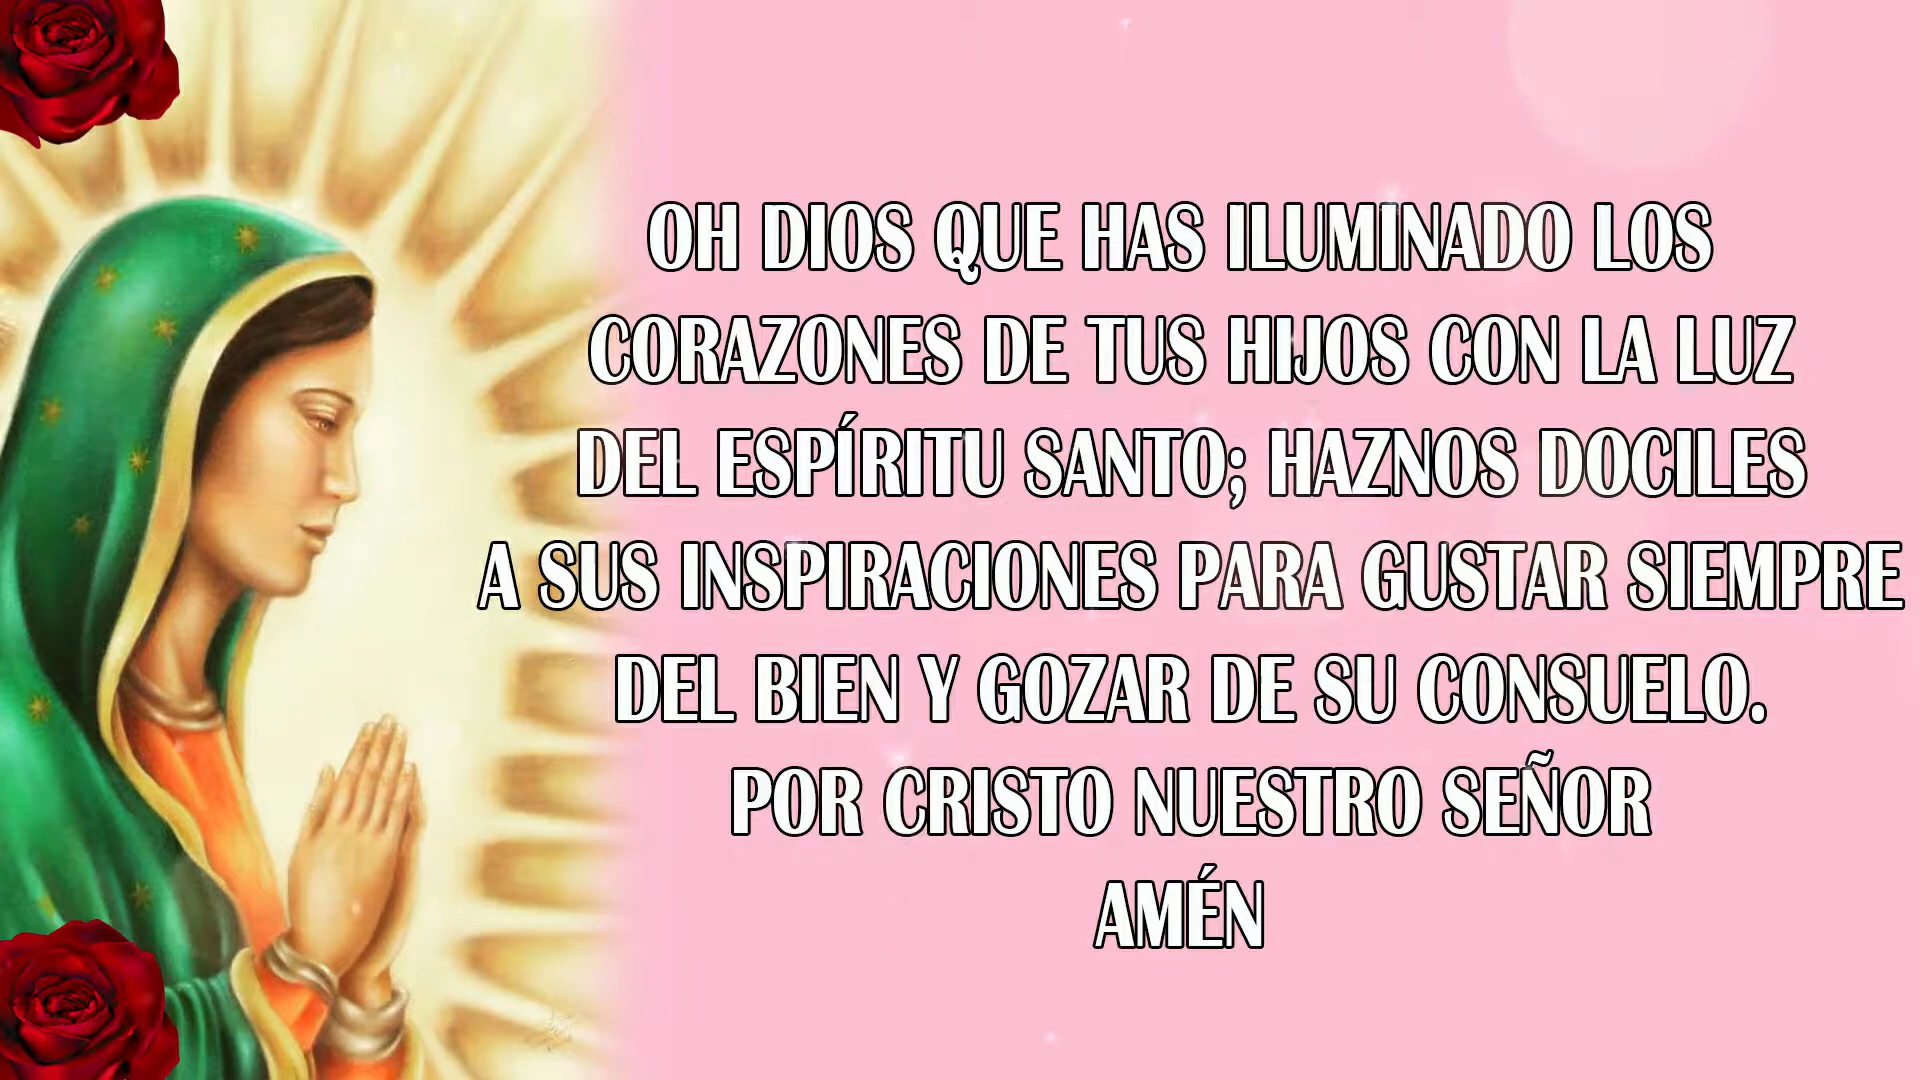 OH DIOS QUE HAS ILUMINADO LOS
CORAZONES DE TUS HIJOS CON LA LUZ
DEL ESPÍRITU SANTO; HAZNOS DOCILES
A SUS INSPIRACIONES PARA GUSTAR SIEMPRE
DEL BIEN Y GOZAR DE SU CONSUELO.
POR CRISTO NUESTRO SEÑOR
AMÉN